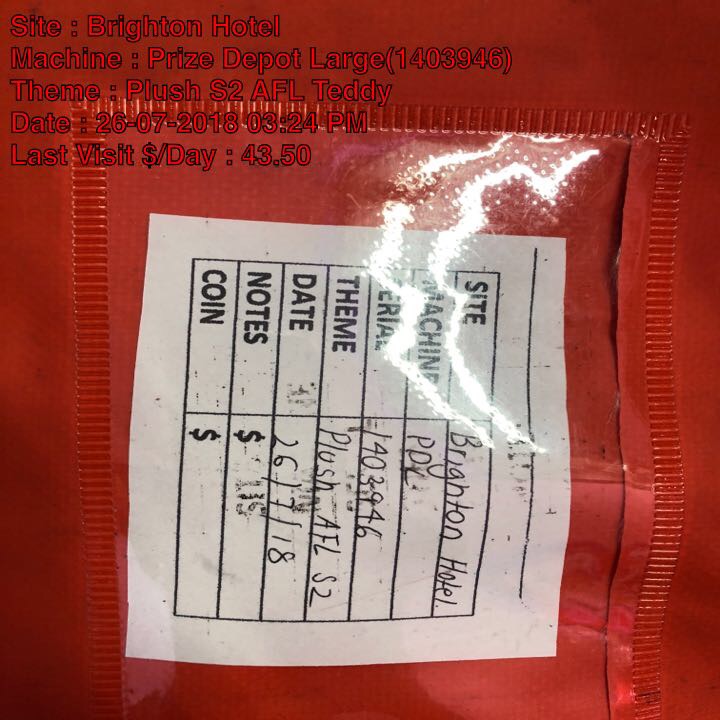 Site : Brighton Hotel
Machine : Prize Depot Large(1403946)
Theme : Plush S2 AFL Teddy
Date : 26-07-2018 03:24 PM
Last Visit $/Day : 43.50
SITE Brighton Hotel
MACHINE PDL
SERIAL 1403946
THEME Plush AFL S2
DATE 26/7/18
NOTES $
COIN $